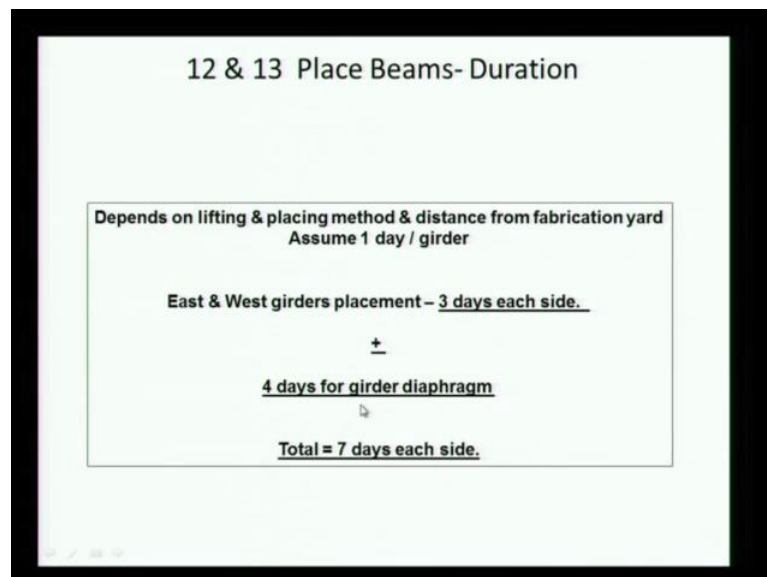 12 & 13 Place Beams- Duration
Depends on lifting & placing method & distance from fabrication yard
Assume 1 day / girder
East & West girders placement – 3 days each side.
+
4 days for girder diaphragm
Total = 7 days each side.